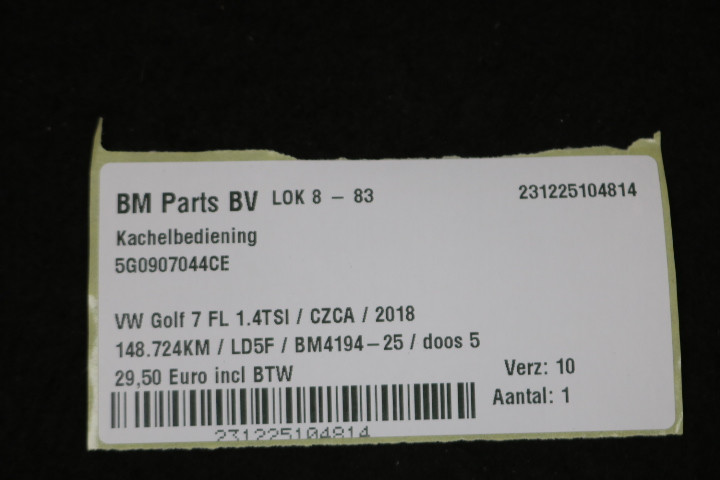 BM Parts BV LOK 8 – 83 231225104814
Kachelbediening
5G0907044CE
VW Golf 7 FL 1.4TSI / CZCA / 2018
148.724KM / LD5F / BM4194-25 / doos 5
29,50 Euro incl BTW
Verz: 10
Aantal: 1
231225104814